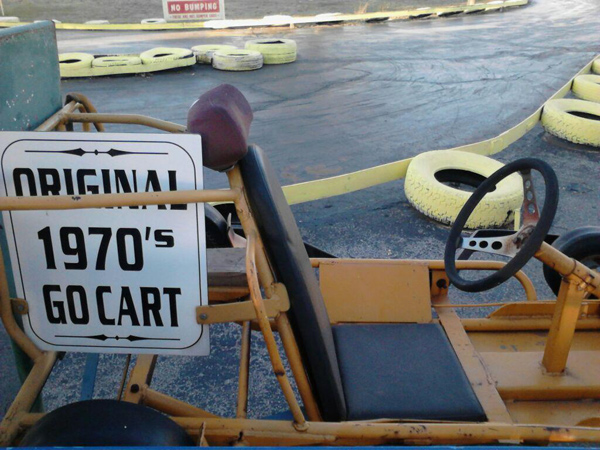 NO BUMPING
ORIGINAL
1970's
GO CART